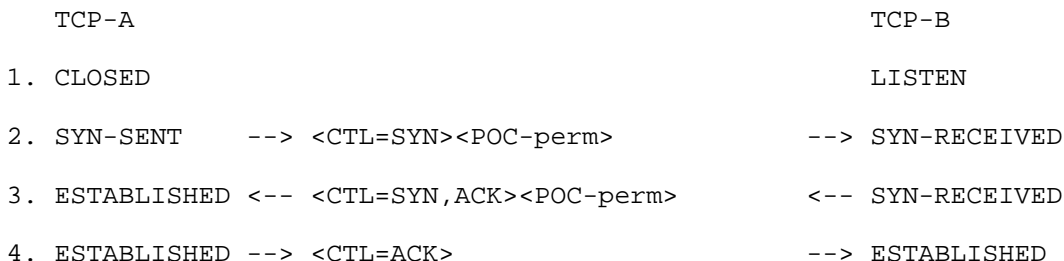 TCP-A TCP-B
1. CLOSED LISTEN
2. SYN-SENT --> <CTL=SYN><POC-perm> --> SYN-RECEIVED
3. ESTABLISHED <-- <CTL=SYN,ACK><POC-perm> <-- SYN-RECEIVED
4. ESTABLISHED --> <CTL=ACK> --> ESTABLISHED